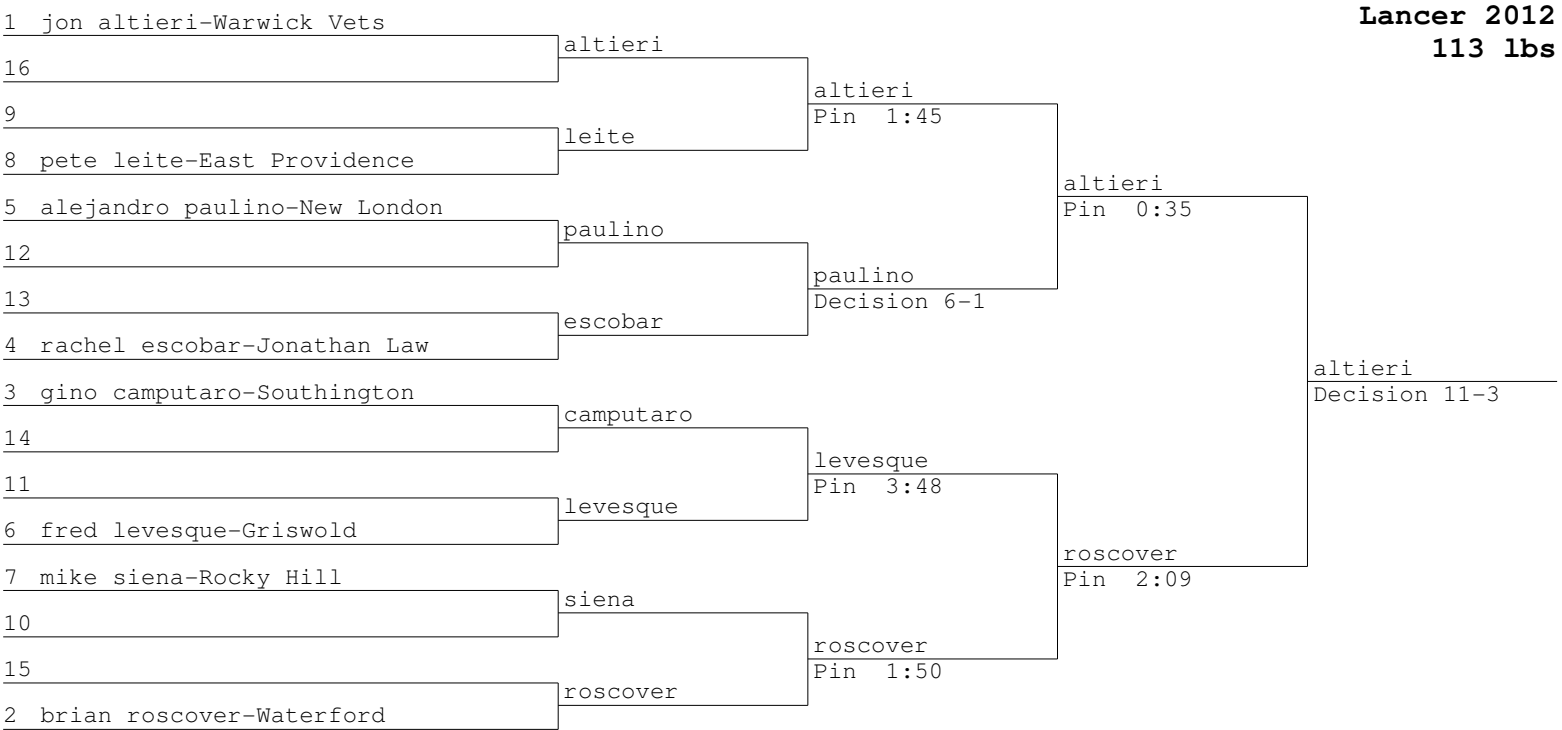 Lancer 2012
113 lbs
1 jon altieri-Warwick Vets
16
9
8 pete leite-East Providence
5 alejandro paulino-New London
12
13
4 rachel escobar-Jonathan Law
3 gino camputaro-Southington
14
11
6 fred levesque-Griswold
7 mike siena-Rocky Hill
10
15
2 brian roscover-Waterford
altieri
leite
paulino
escobar
camputaro
levesque
siena
roscover
altieri
Pin 1:45
paulino
Decision 6-1
levesque
Pin 3:48
roscover
Pin 1:50
altieri
Pin 0:35
roscover
Pin 2:09
altieri
Decision 11-3